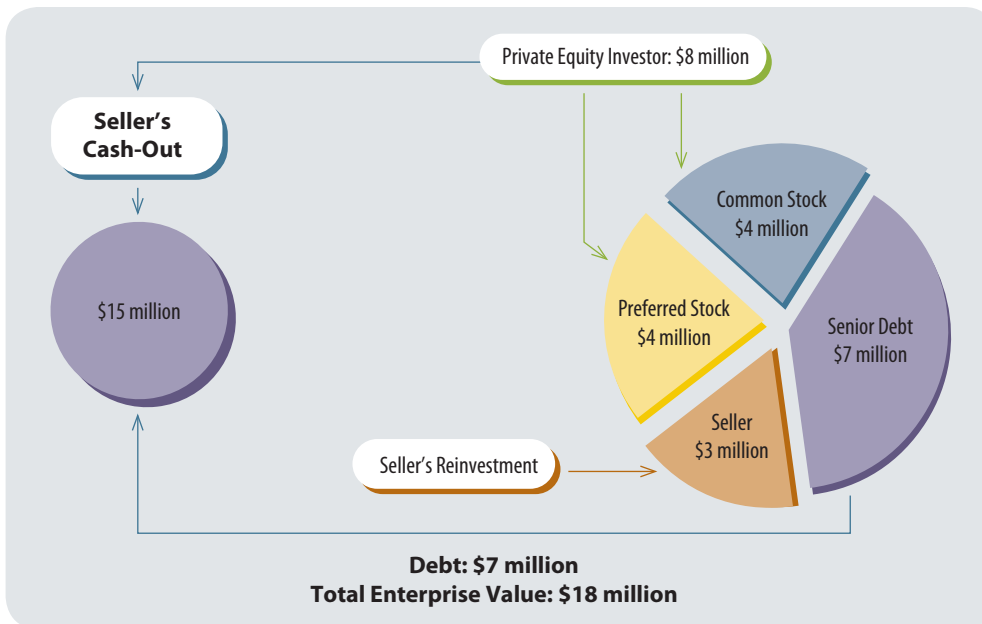 Private Equity Investor: $8 million
Seller's
Cash-Out
$15 million
Common Stock
$4 million
Preferred Stock
$4 million
Senior Debt
$7 million
Seller
$3 million
Seller's Reinvestment
Debt: $7 million
Total Enterprise Value: $18 million